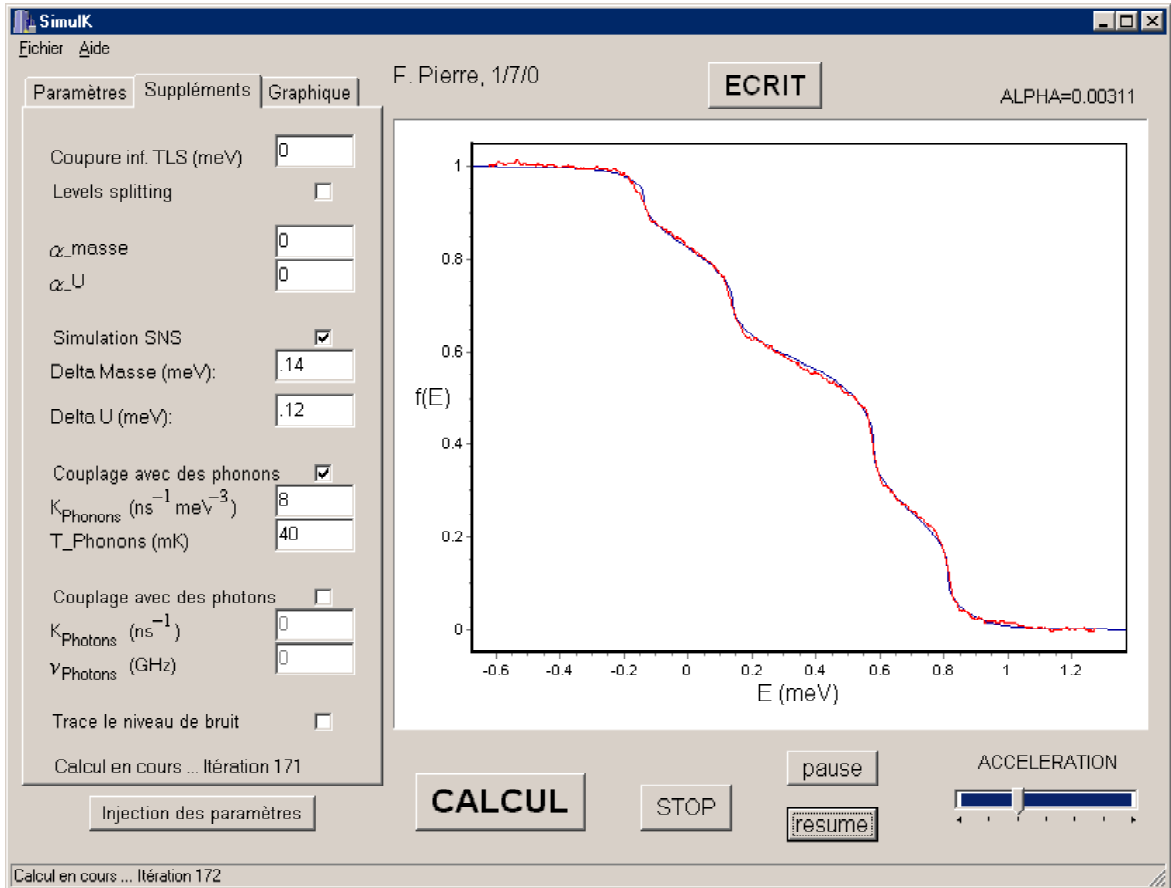 SimulK
Fichier Aide
Paramètres Suppléments Graphique
F. Pierre, 1/7/0
ECRIT
ALPHA=0.00311
Coupure inf. TLS (meV) 0
Levels splitting
α_masse 0
α_U 0
Simulation SNS
Delta Masse (meV): .14
Delta U (meV): .12
Couplage avec des phonons
K_Phonons (ns^-1 meV^-3) 8
T_Phonons (mK) 40
Couplage avec des photons
K_Photons (ns^-1) 0
ν_Photons (GHz) 0
Trace le niveau de bruit
Calcul en cours ... Itération 171
Injection des paramètres
1
0.8
0.6
f(E)
0.4
0.2
0
-0.6 -0.4 -0.2 0 0.2 0.4 0.6 0.8 1 1.2
E (meV)
CALCUL
STOP
pause
resume
ACCELERATION
Calcul en cours ... Itération 172